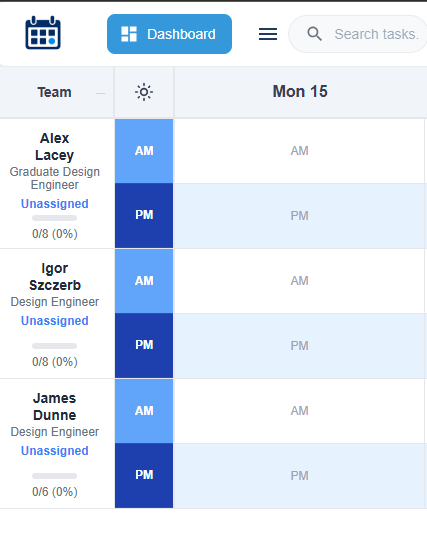 Dashboard
Search tasks.
Team
Mon 15
Alex
Lacey
Graduate Design
Engineer
Unassigned
0/8 (0%)
AM
AM
PM
PM
Igor
Szczerb
Design Engineer
Unassigned
0/8 (0%)
AM
AM
PM
PM
James
Dunne
Design Engineer
Unassigned
0/6 (0%)
AM
AM
PM
PM